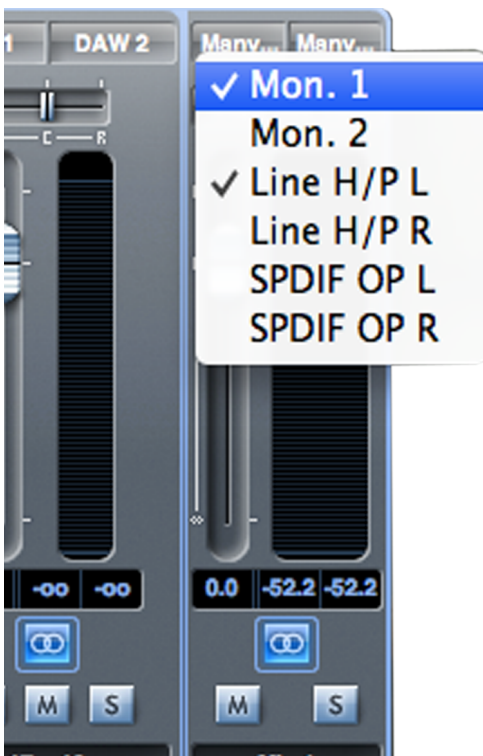 1 DAW 2 Many... Many...
✓ Mon. 1
Mon. 2
✓ Line H/P L
Line H/P R
SPDIF OP L
SPDIF OP R
C R
-oo -oo 0.0 -52.2 -52.2
M S M S